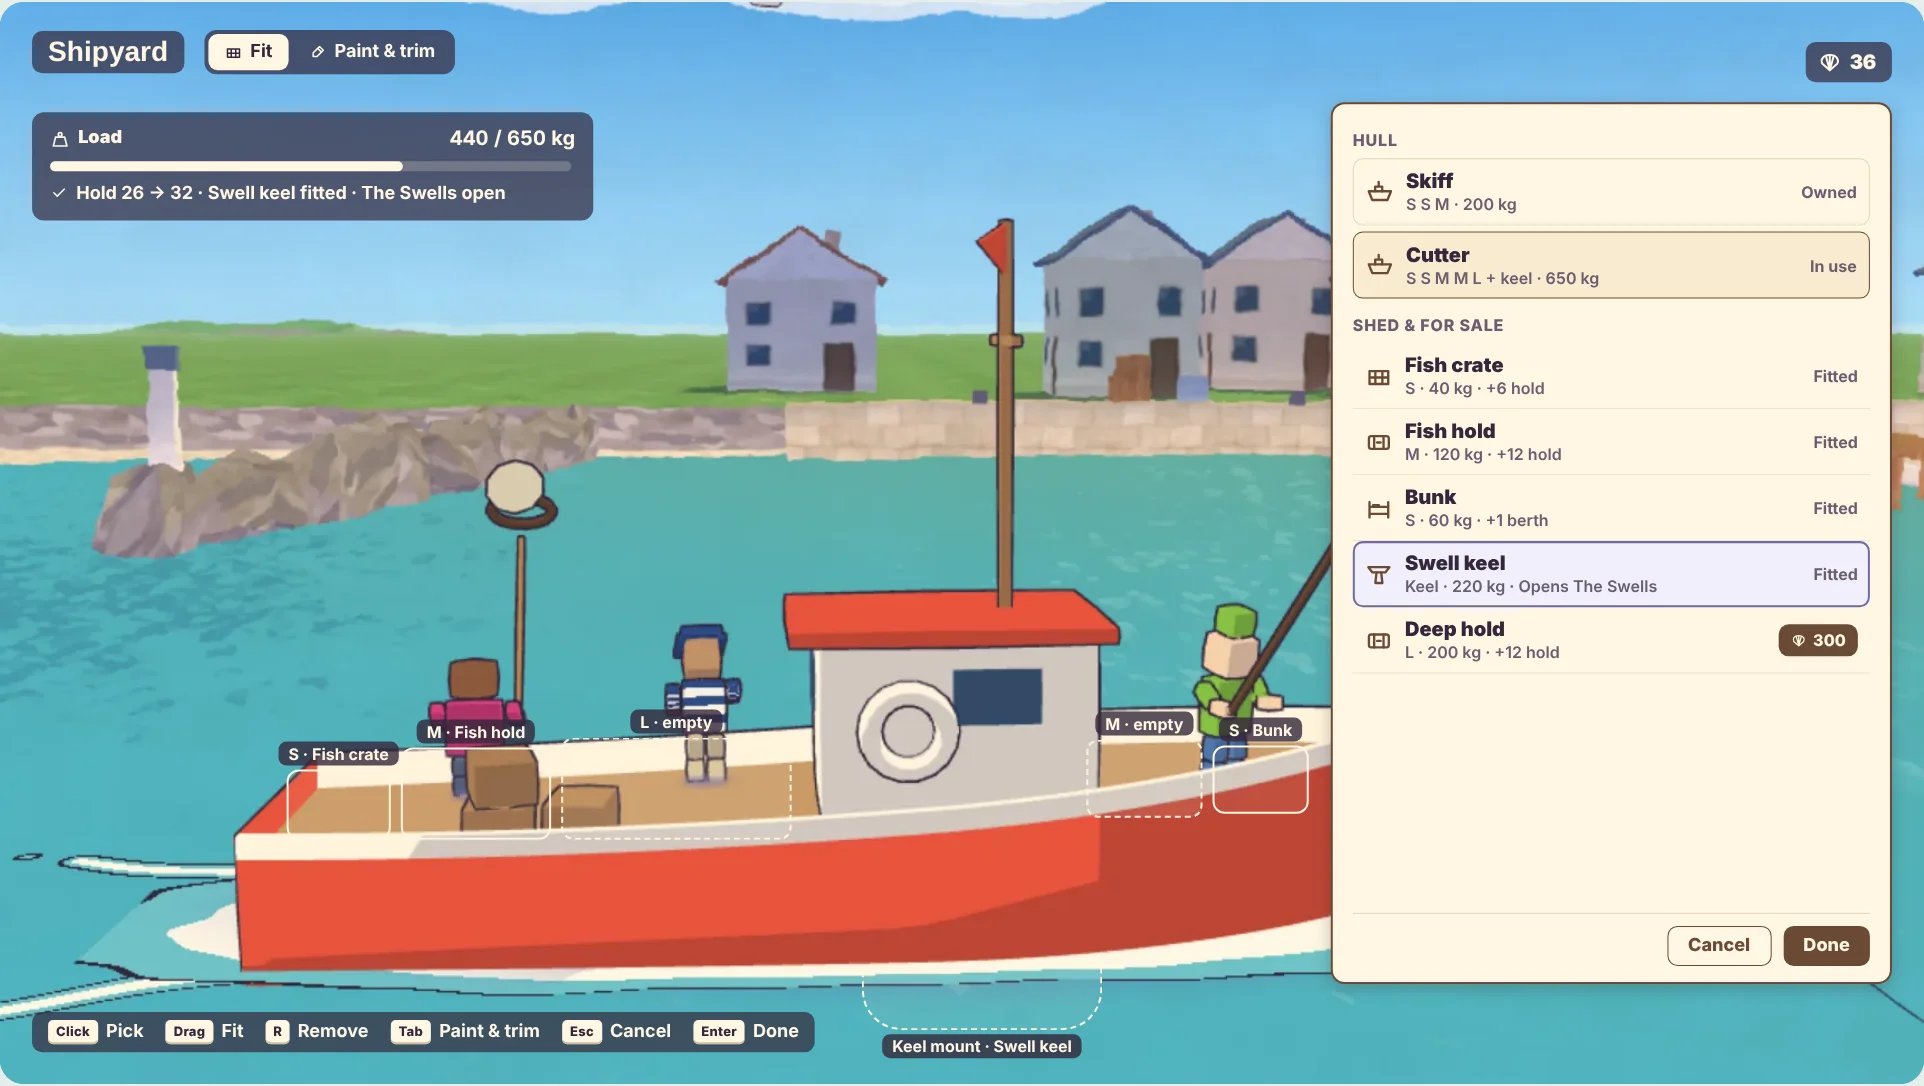 Shipyard
Fit
Paint & trim
36
Load
440 / 650 kg
Hold 26 → 32 · Swell keel fitted · The Swells open
HULL
Skiff
S S M · 200 kg
Owned
Cutter
S S M M L + keel · 650 kg
In use
SHED & FOR SALE
Fish crate
S · 40 kg · +6 hold
Fitted
Fish hold
M · 120 kg · +12 hold
Fitted
Bunk
S · 60 kg · +1 berth
Fitted
Swell keel
Keel · 220 kg · Opens The Swells
Fitted
Deep hold
L · 200 kg · +12 hold
300
S · Fish crate
M · Fish hold
L · empty
M · empty
S · Bunk
Cancel
Done
Click Pick Drag Fit R Remove Tab Paint & trim Esc Cancel Enter Done
Keel mount · Swell keel